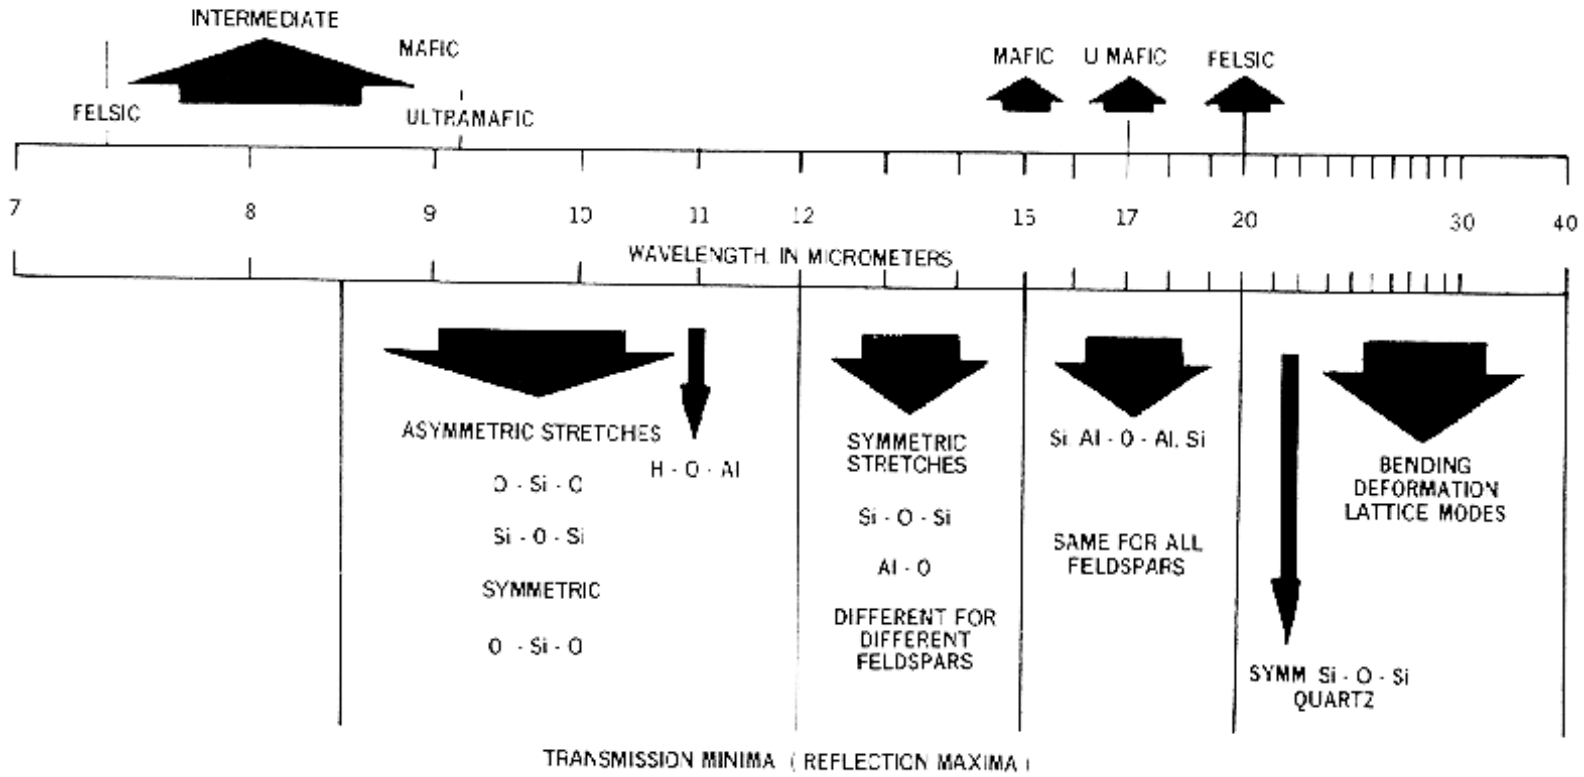 INTERMEDIATE
MAFIC
MAFIC U MAFIC FELSIC
FELSIC
ULTRAMAFIC
7 8 9 10 11 12 15 17 20 30 40
WAVELENGTH, IN MICROMETERS
ASYMMETRIC STRETCHES
O - Si - O
Si - O - Si
SYMMETRIC
O - Si - O
H - O - Al
SYMMETRIC
STRETCHES
Si - O - Si
Al - O
DIFFERENT FOR
DIFFERENT
FELDSPARS
Si Al - O - Al, Si
SAME FOR ALL
FELDSPARS
SYMM Si - O - Si
QUARTZ
BENDING
DEFORMATION
LATTICE MODES
TRANSMISSION MINIMA ( REFLECTION MAXIMA )